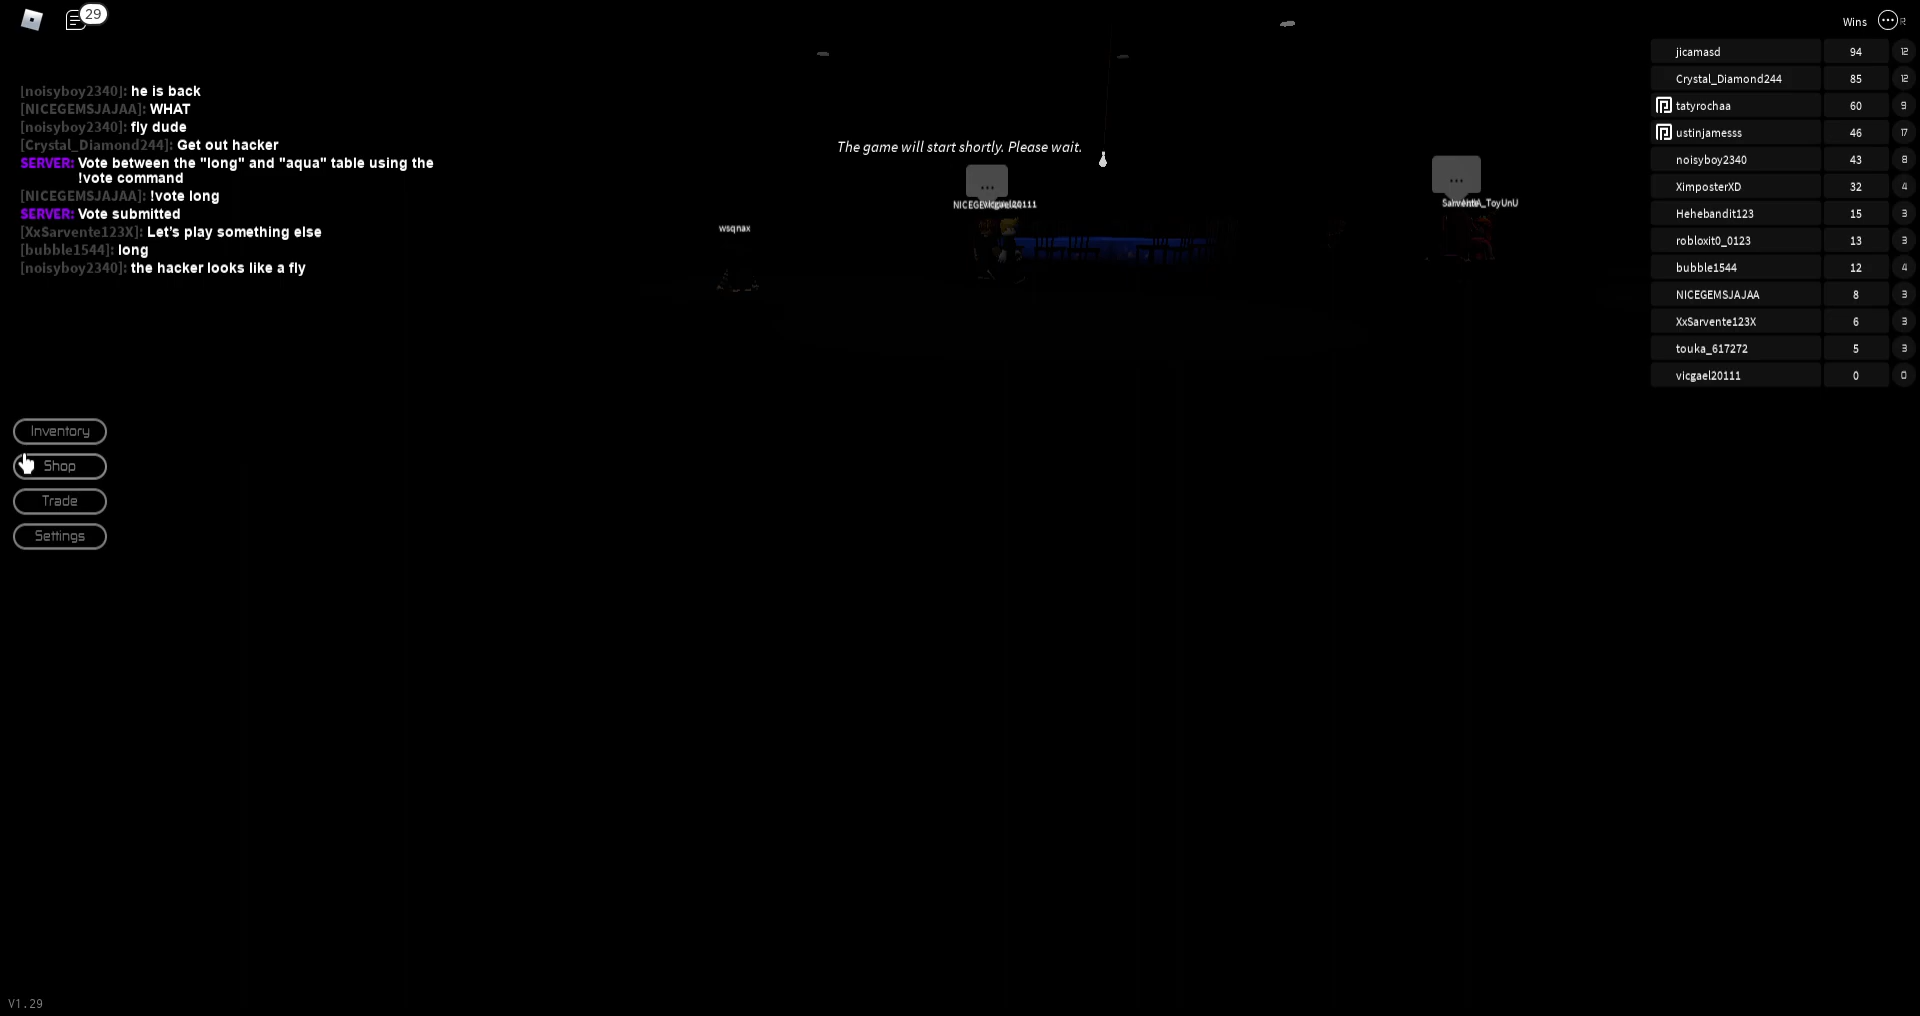 29
Wins
[noisyboy2340]: he is back
[NICEGEMSJAJAA]: WHAT
[noisyboy2340]: fly dude
[Crystal_Diamond244]: Get out hacker
SERVER: Vote between the "long" and "aqua" table using the
!vote command
[NICEGEMSJAJAA]: !vote long
SERVER: Vote submitted
[XxSarvente123X]: Let's play something else
[bubble1544]: long
[noisyboy2340]: the hacker looks like a fly
The game will start shortly. Please wait.
...
...
wsqnax
jicamasd 94 12
Crystal_Diamond244 85 12
tatyrochaa 60 9
ustinjamesss 46 17
noisyboy2340 43 8
XimposterXD 32 4
Hehebandit123 15 3
robloxit0_0123 13 3
bubble1544 12 4
NICEGEMSJAJAA 8 3
XxSarvente123X 6 3
touka_617272 5 3
vicgael20111 0 0
Inventory
Shop
Trade
Settings
V1.29